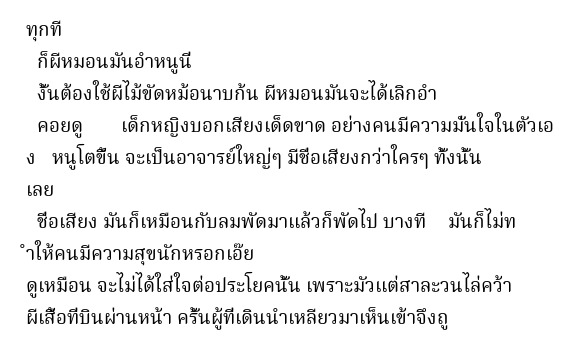 ทุกที
ก็ผีหมอนมันอำหนูนี
งั้นต้องใช้ผีไม้ขัดหม้อนาบก้น ผีหมอนมันจะได้เลิกอำ
คอยดู เด็กหญิงบอกเสียงเด็ดขาด อย่างคนมีความมั่นใจในตัวเอ
ง หนูโตขึ้น จะเป็นอาจารย์ใหญ่ๆ มีชือเสียงกว่าใครๆ ทั้งนั้น
เลย
ชือเสียง มันก็เหมือนกับลมพัดมาแล้วก็พัดไป บางที มันก็ไม่ท
ำให้คนมีความสุขนักหรอกเอ๊ย
ดูเหมือน จะไม่ได้ใส่ใจต่อประโยคนั้น เพราะมัวแต่สาละวนไล่คว้า
ผีเสื้อทีบินผ่านหน้า ครั้นผู้ทีเดินนำเหลียวมาเห็นเข้าจึงถู